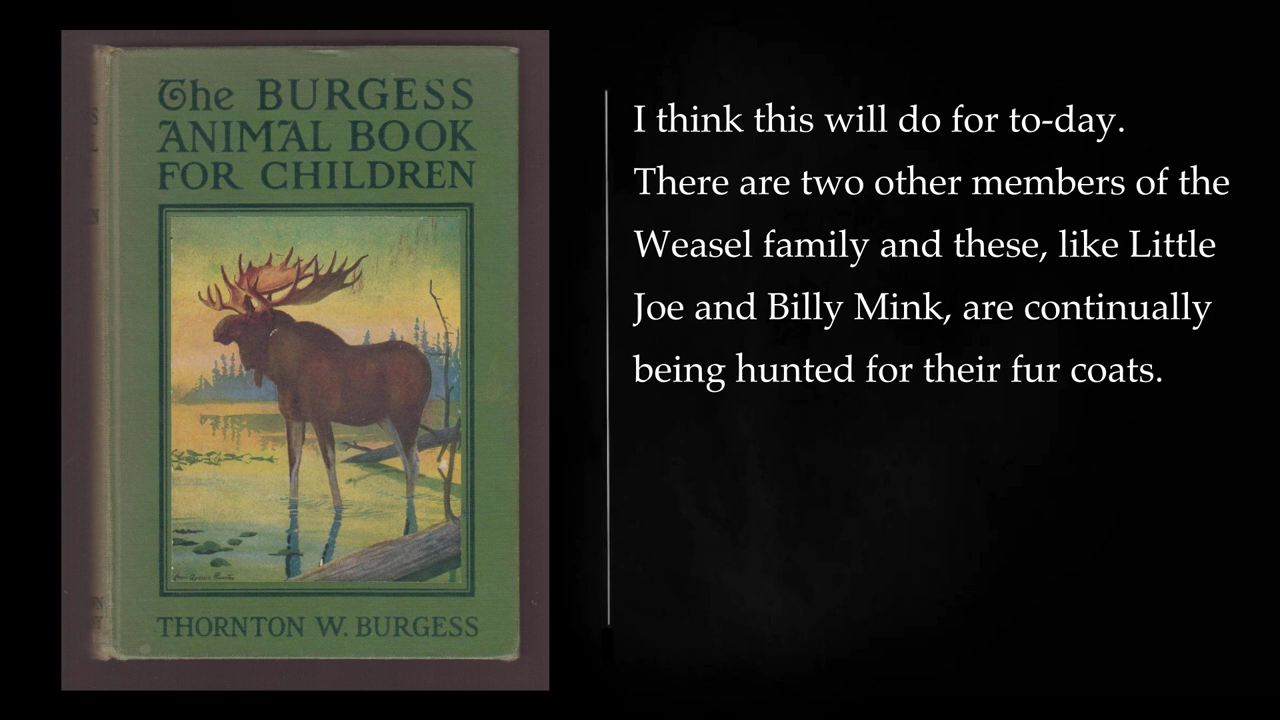 The BURGESS
ANIMAL BOOK
FOR CHILDREN
THORNTON W. BURGESS
I think this will do for to-day.
There are two other members of the
Weasel family and these, like Little
Joe and Billy Mink, are continually
being hunted for their fur coats.